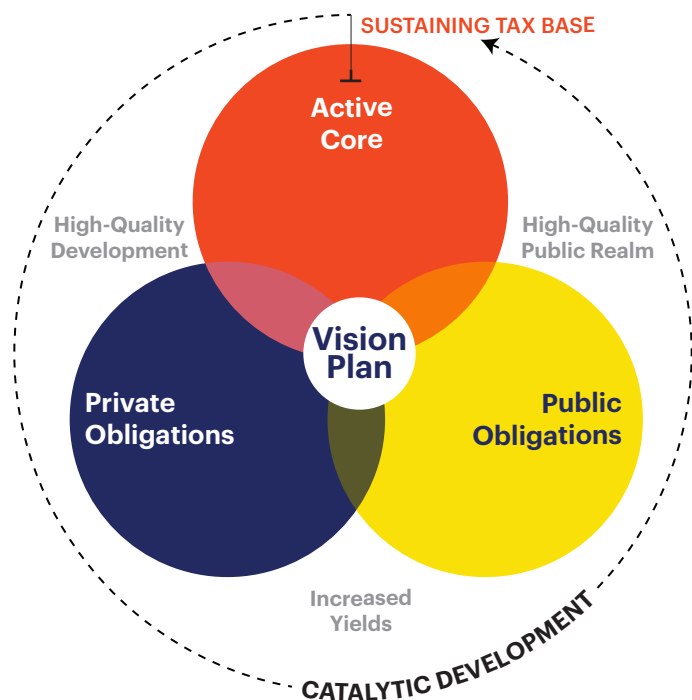 SUSTAINING TAX BASE
Active
Core
High-Quality
Development
High-Quality
Public Realm
Vision
Plan
Private
Obligations
Public
Obligations
Increased
Yields
CATALYTIC DEVELOPMENT